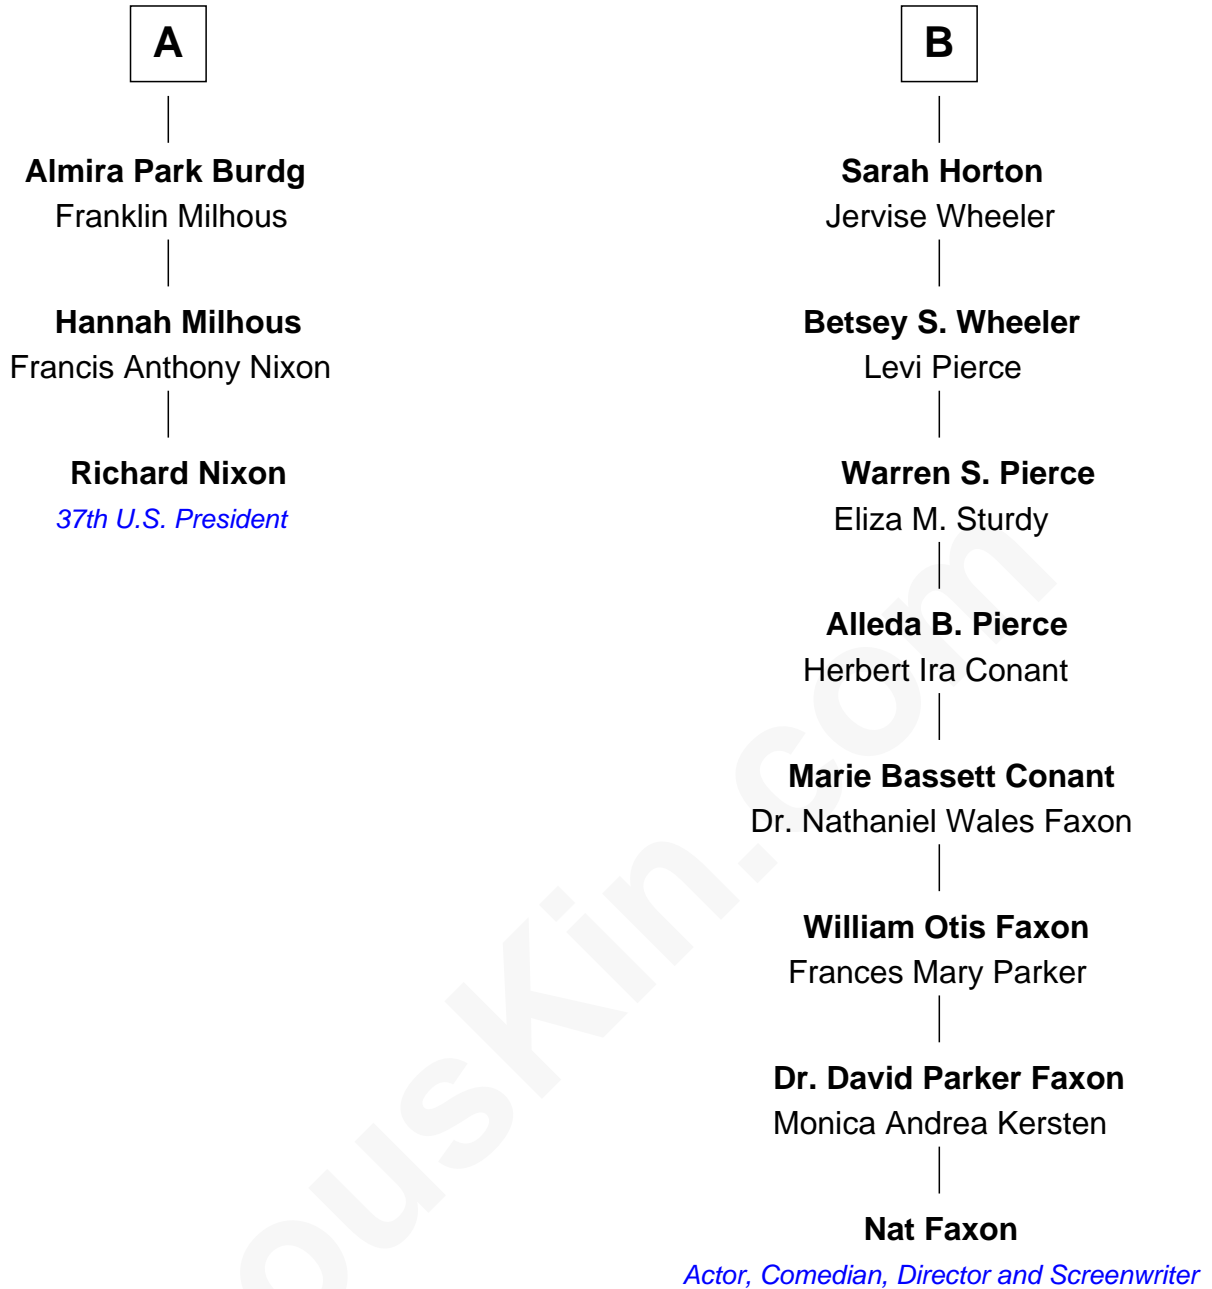 A
Almira Park Burdg
Franklin Milhous
Hannah Milhous
Francis Anthony Nixon
Richard Nixon
37th U.S. President
B
Sarah Horton
Jervise Wheeler
Betsey S. Wheeler
Levi Pierce
Warren S. Pierce
Eliza M. Sturdy
Alleda B. Pierce
Herbert Ira Conant
Marie Bassett Conant
Dr. Nathaniel Wales Faxon
William Otis Faxon
Frances Mary Parker
Dr. David Parker Faxon
Monica Andrea Kersten
Nat Faxon
Actor, Comedian, Director and Screenwriter
ousKin.com